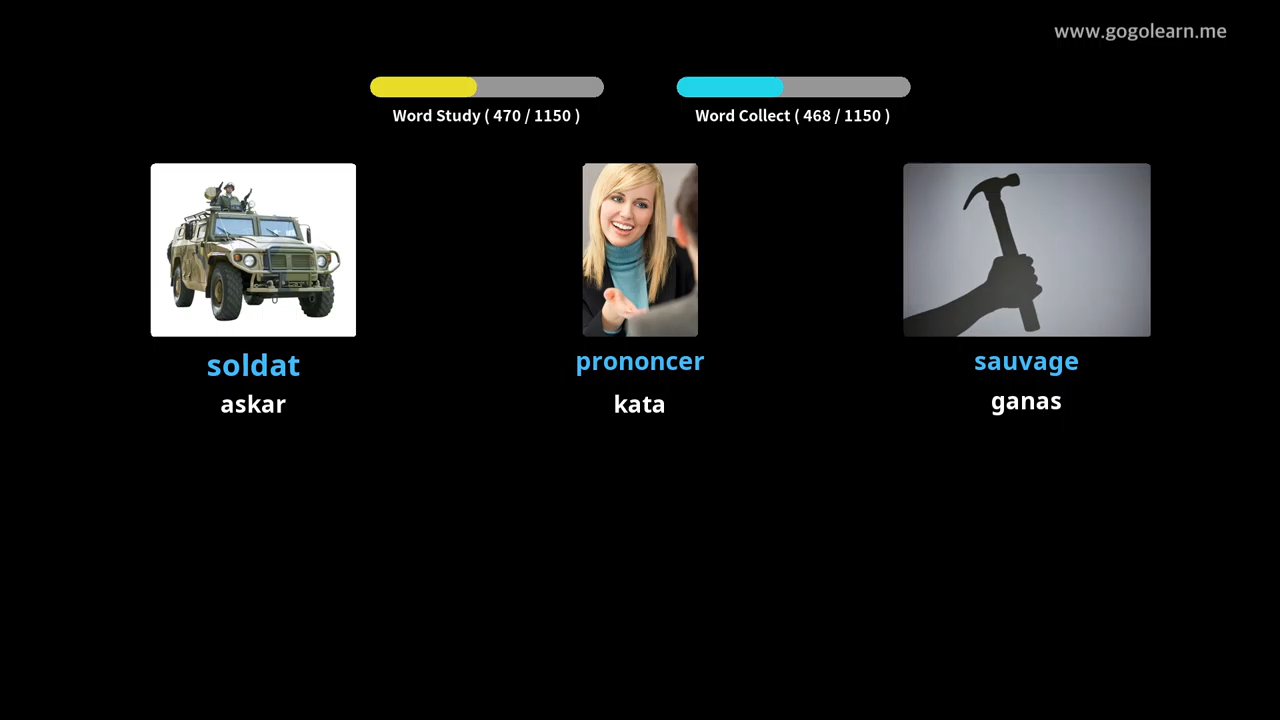 www.gogolearn.me
Word Study ( 470 / 1150 )
Word Collect ( 468 / 1150 )
soldat
askar
prononcer
kata
sauvage
ganas